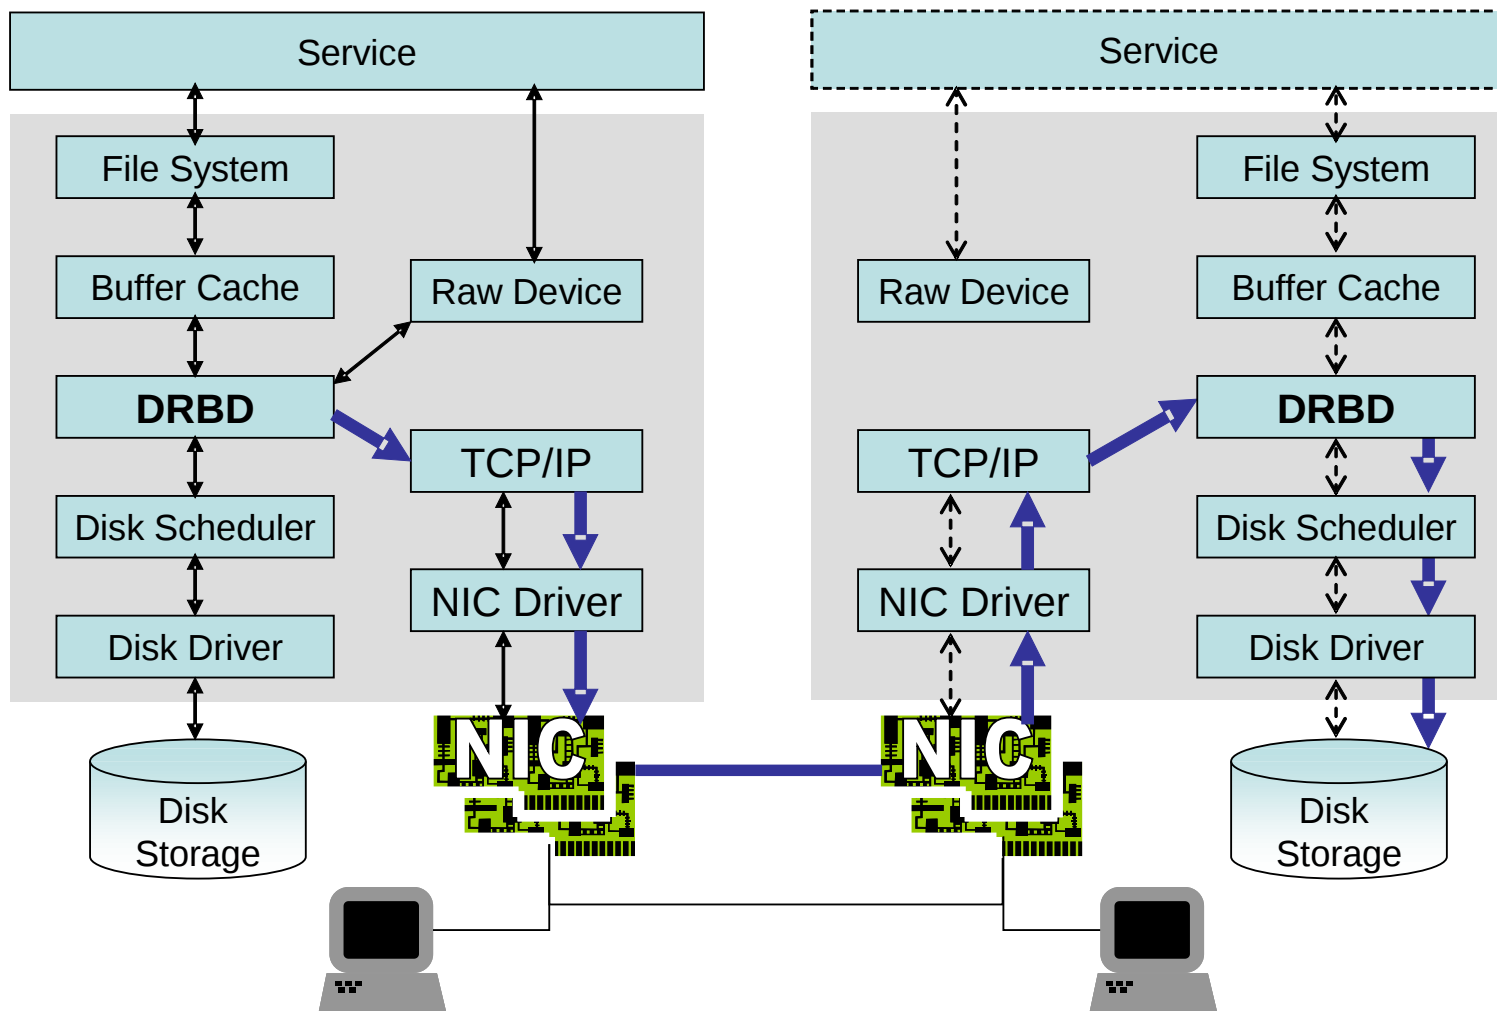 Service
File System
Buffer Cache
Raw Device
DRBD
TCP/IP
Disk Scheduler
NIC Driver
Disk Driver
NIC
Disk
Storage
Service
File System
Raw Device
Buffer Cache
DRBD
TCP/IP
Disk Scheduler
NIC Driver
Disk Driver
NIC
Disk
Storage